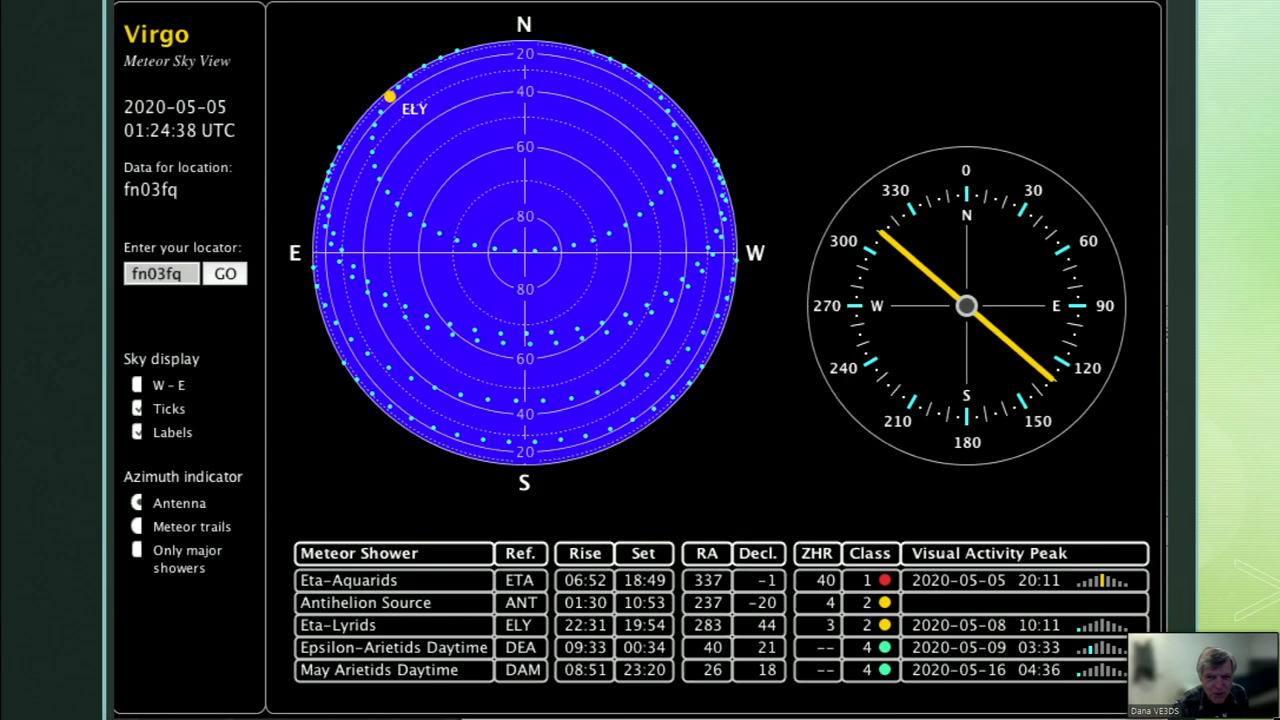 Virgo
Meteor Sky View
2020-05-05
01:24:38 UTC
Data for location:
fn03fq
Enter your locator:
fn03fq GO
Sky display
W - E
Ticks
Labels
Azimuth indicator
Antenna
Meteor trails
Only major
showers
N
20
40
60
80
80
60
40
20
S
E
W
ELY
0
30
60
90
120
150
180
210
240
270
300
330
N
E
S
W
Meteor Shower Ref. Rise Set RA Decl. ZHR Class Visual Activity Peak
Eta-Aquarids ETA 06:52 18:49 337 -1 40 1 2020-05-05 20:11
Antihelion Source ANT 01:30 10:53 237 -20 4 2
Eta-Lyrids ELY 22:31 19:54 283 44 3 2 2020-05-08 10:11
Epsilon-Arietids Daytime DEA 09:33 00:34 40 21 -- 4 2020-05-09 03:33
May Arietids Daytime DAM 08:51 23:20 26 18 -- 4 2020-05-16 04:36
Dana VE3DS